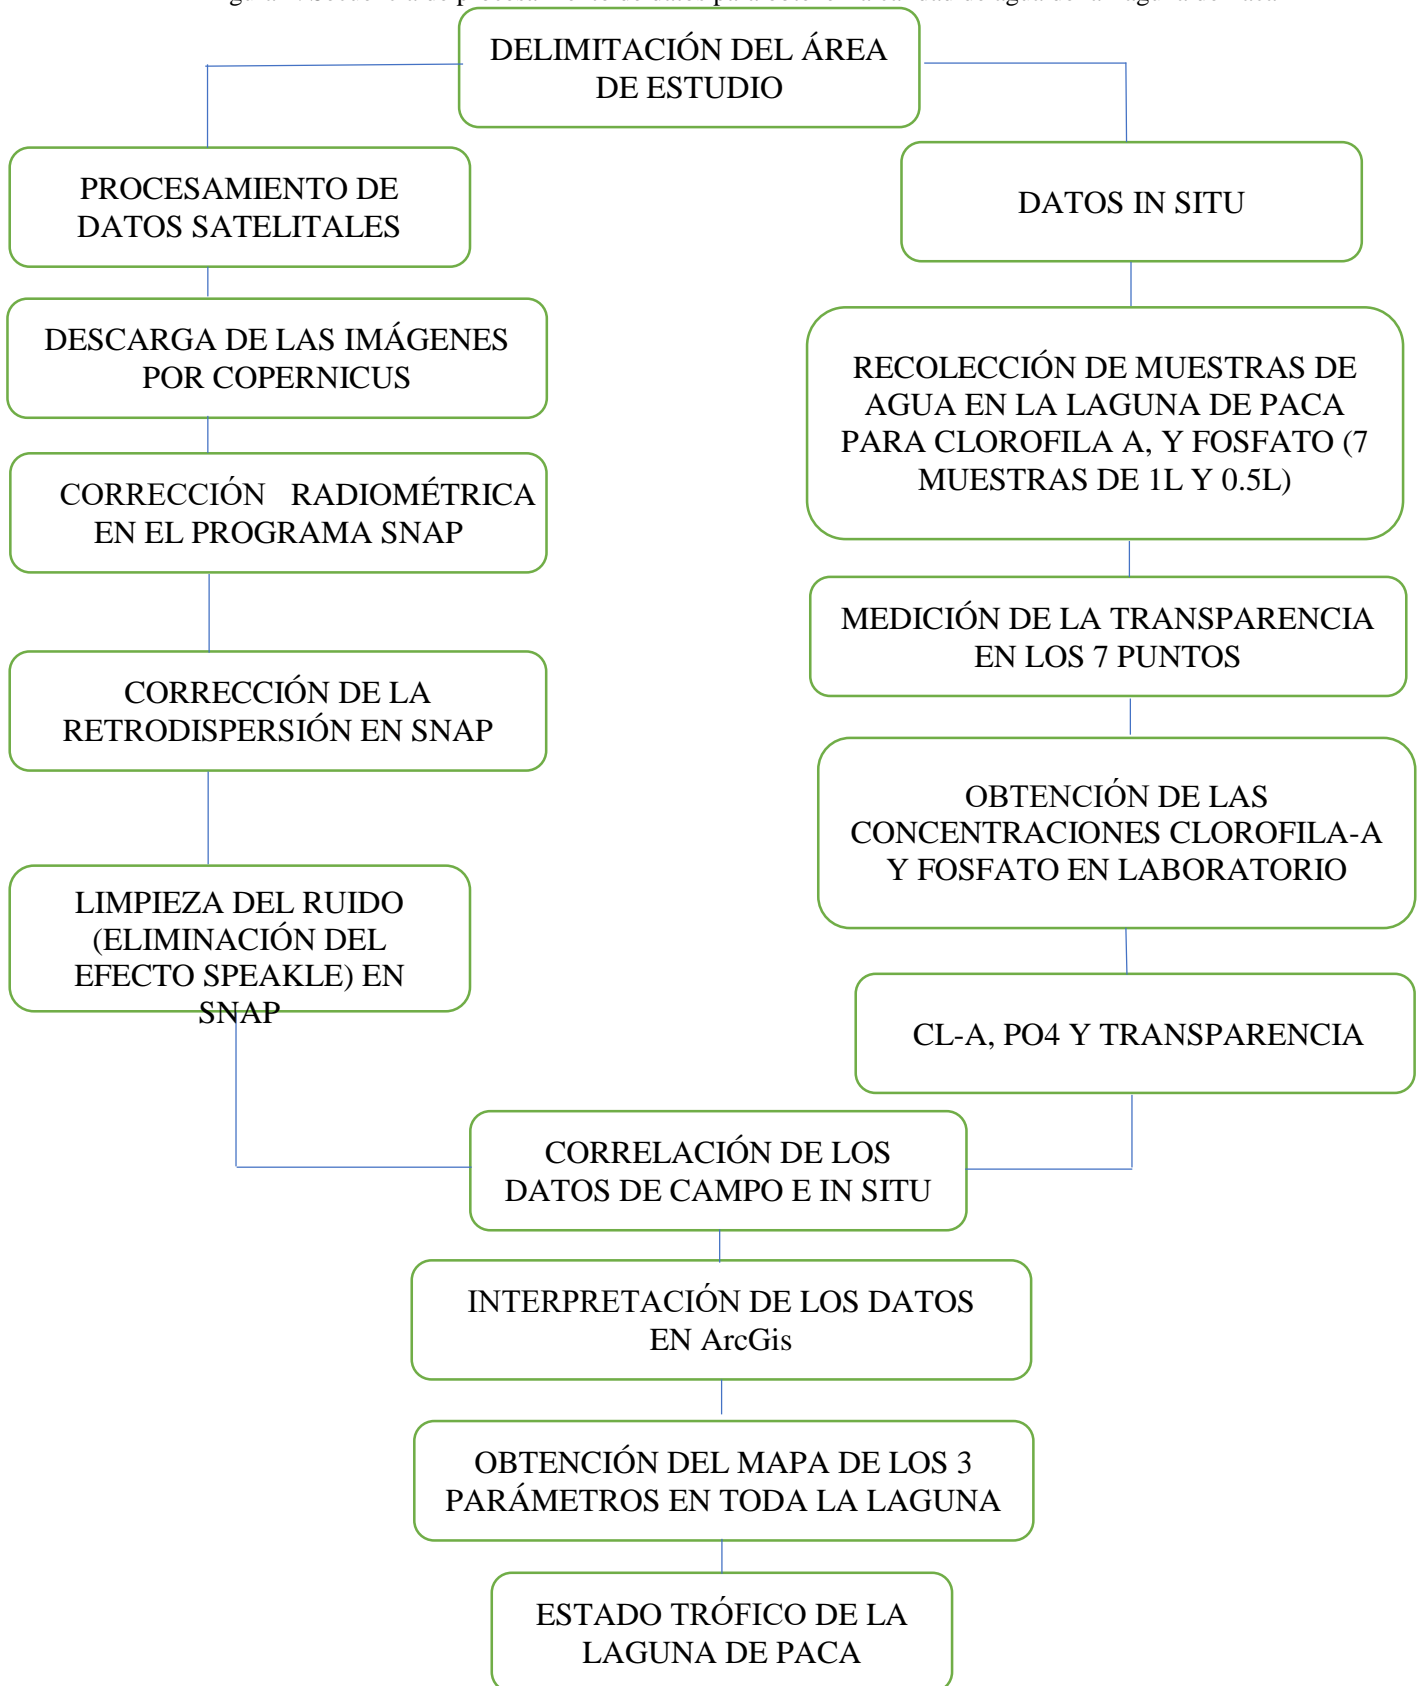 DELIMITACIÓN DEL ÁREA
DE ESTUDIO
PROCESAMIENTO DE
DATOS SATELITALES
DESCARGA DE LAS IMÁGENES
POR COPERNICUS
CORRECCIÓN RADIOMÉTRICA
EN EL PROGRAMA SNAP
CORRECCIÓN DE LA
RETRODISPERSIÓN EN SNAP
LIMPIEZA DEL RUIDO
(ELIMINACIÓN DEL
EFECTO SPEAKLE) EN
SNAP
DATOS IN SITU
RECOLECCIÓN DE MUESTRAS DE
AGUA EN LA LAGUNA DE PACA
PARA CLOROFILA A, Y FOSFATO (7
MUESTRAS DE 1L Y 0.5L)
MEDICIÓN DE LA TRANSPARENCIA
EN LOS 7 PUNTOS
OBTENCIÓN DE LAS
CONCENTRACIONES CLOROFILA-A
Y FOSFATO EN LABORATORIO
CL-A, PO4 Y TRANSPARENCIA
CORRELACIÓN DE LOS
DATOS DE CAMPO E IN SITU
INTERPRETACIÓN DE LOS DATOS
EN ArcGis
OBTENCIÓN DEL MAPA DE LOS 3
PARÁMETROS EN TODA LA LAGUNA
ESTADO TRÓFICO DE LA
LAGUNA DE PACA